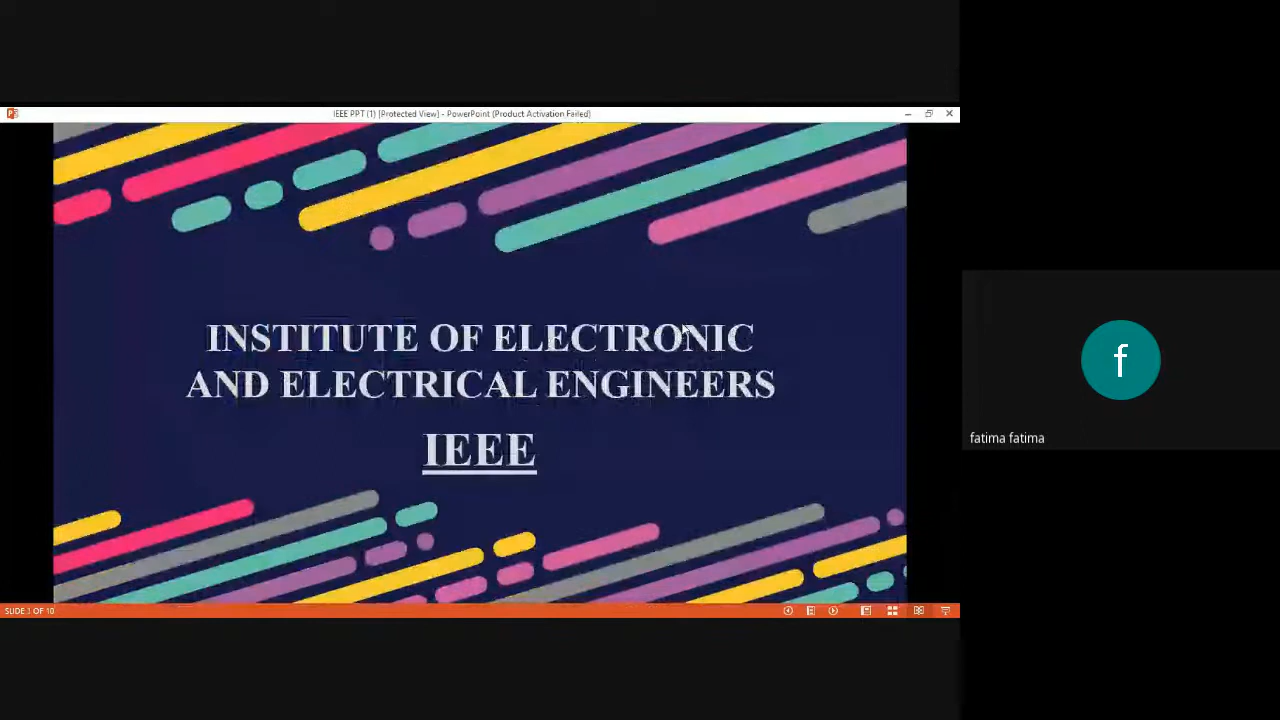 IEEE PPT (1) [Protected View] - PowerPoint (Product Activation Failed)
INSTITUTE OF ELECTRONIC
AND ELECTRICAL ENGINEERS
IEEE
f
fatima fatima
SLIDE 1 OF 10